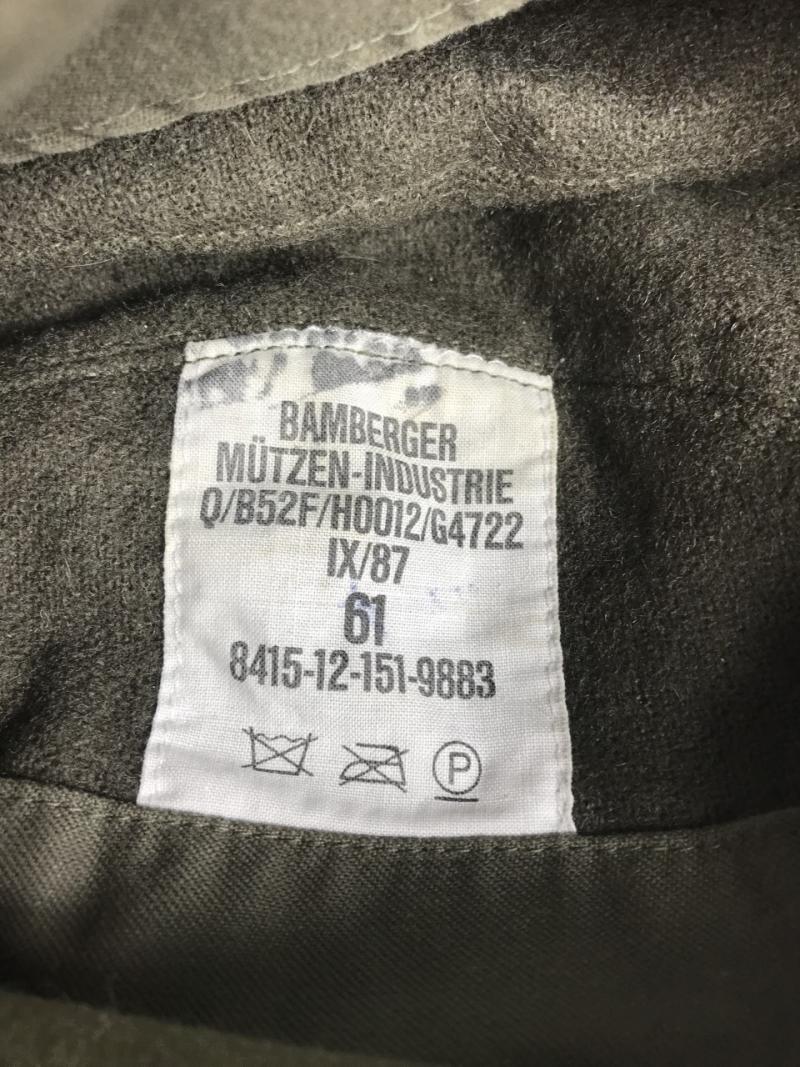 BAMBERGER
MÜTZEN-INDUSTRIE
Q/B52F/H0012/G4722
IX/87
61
8415-12-151-9883
P